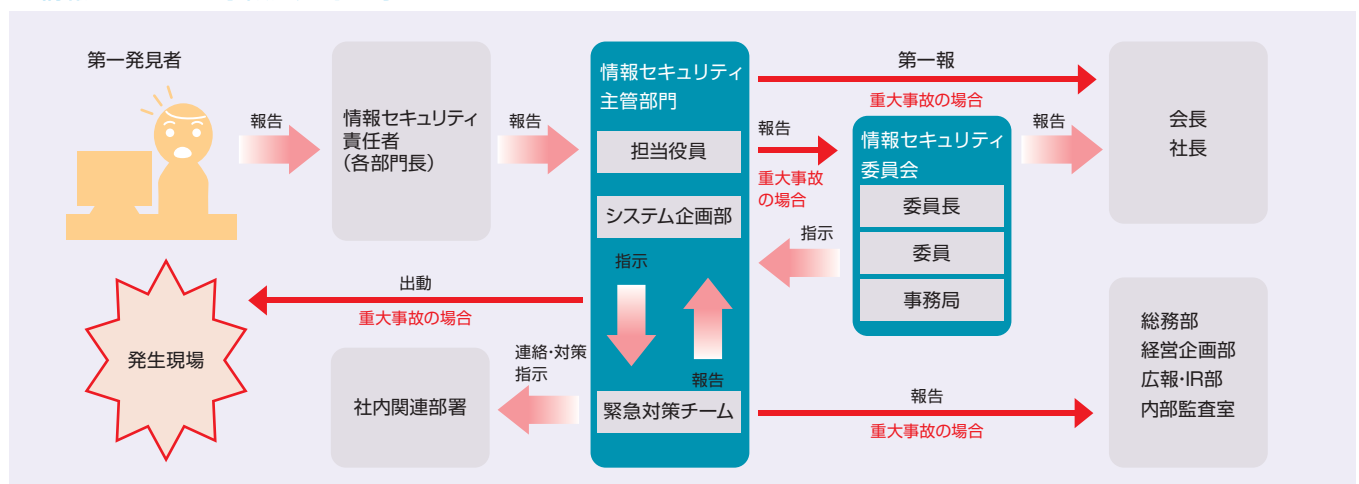 第一発見者
報告
情報セキュリティ
責任者
(各部門長)
報告
情報セキュリティ
主管部門
担当役員
システム企画部
指示
報告
緊急対策チーム
第一報
重大事故の場合
報告
重大事故
の場合
情報セキュリティ
委員会
委員長
委員
事務局
指示
報告
会長
社長
出動
重大事故の場合
発生現場
連絡・対策
指示
社内関連部署
報告
重大事故の場合
総務部
経営企画部
広報・IR部
内部監査室